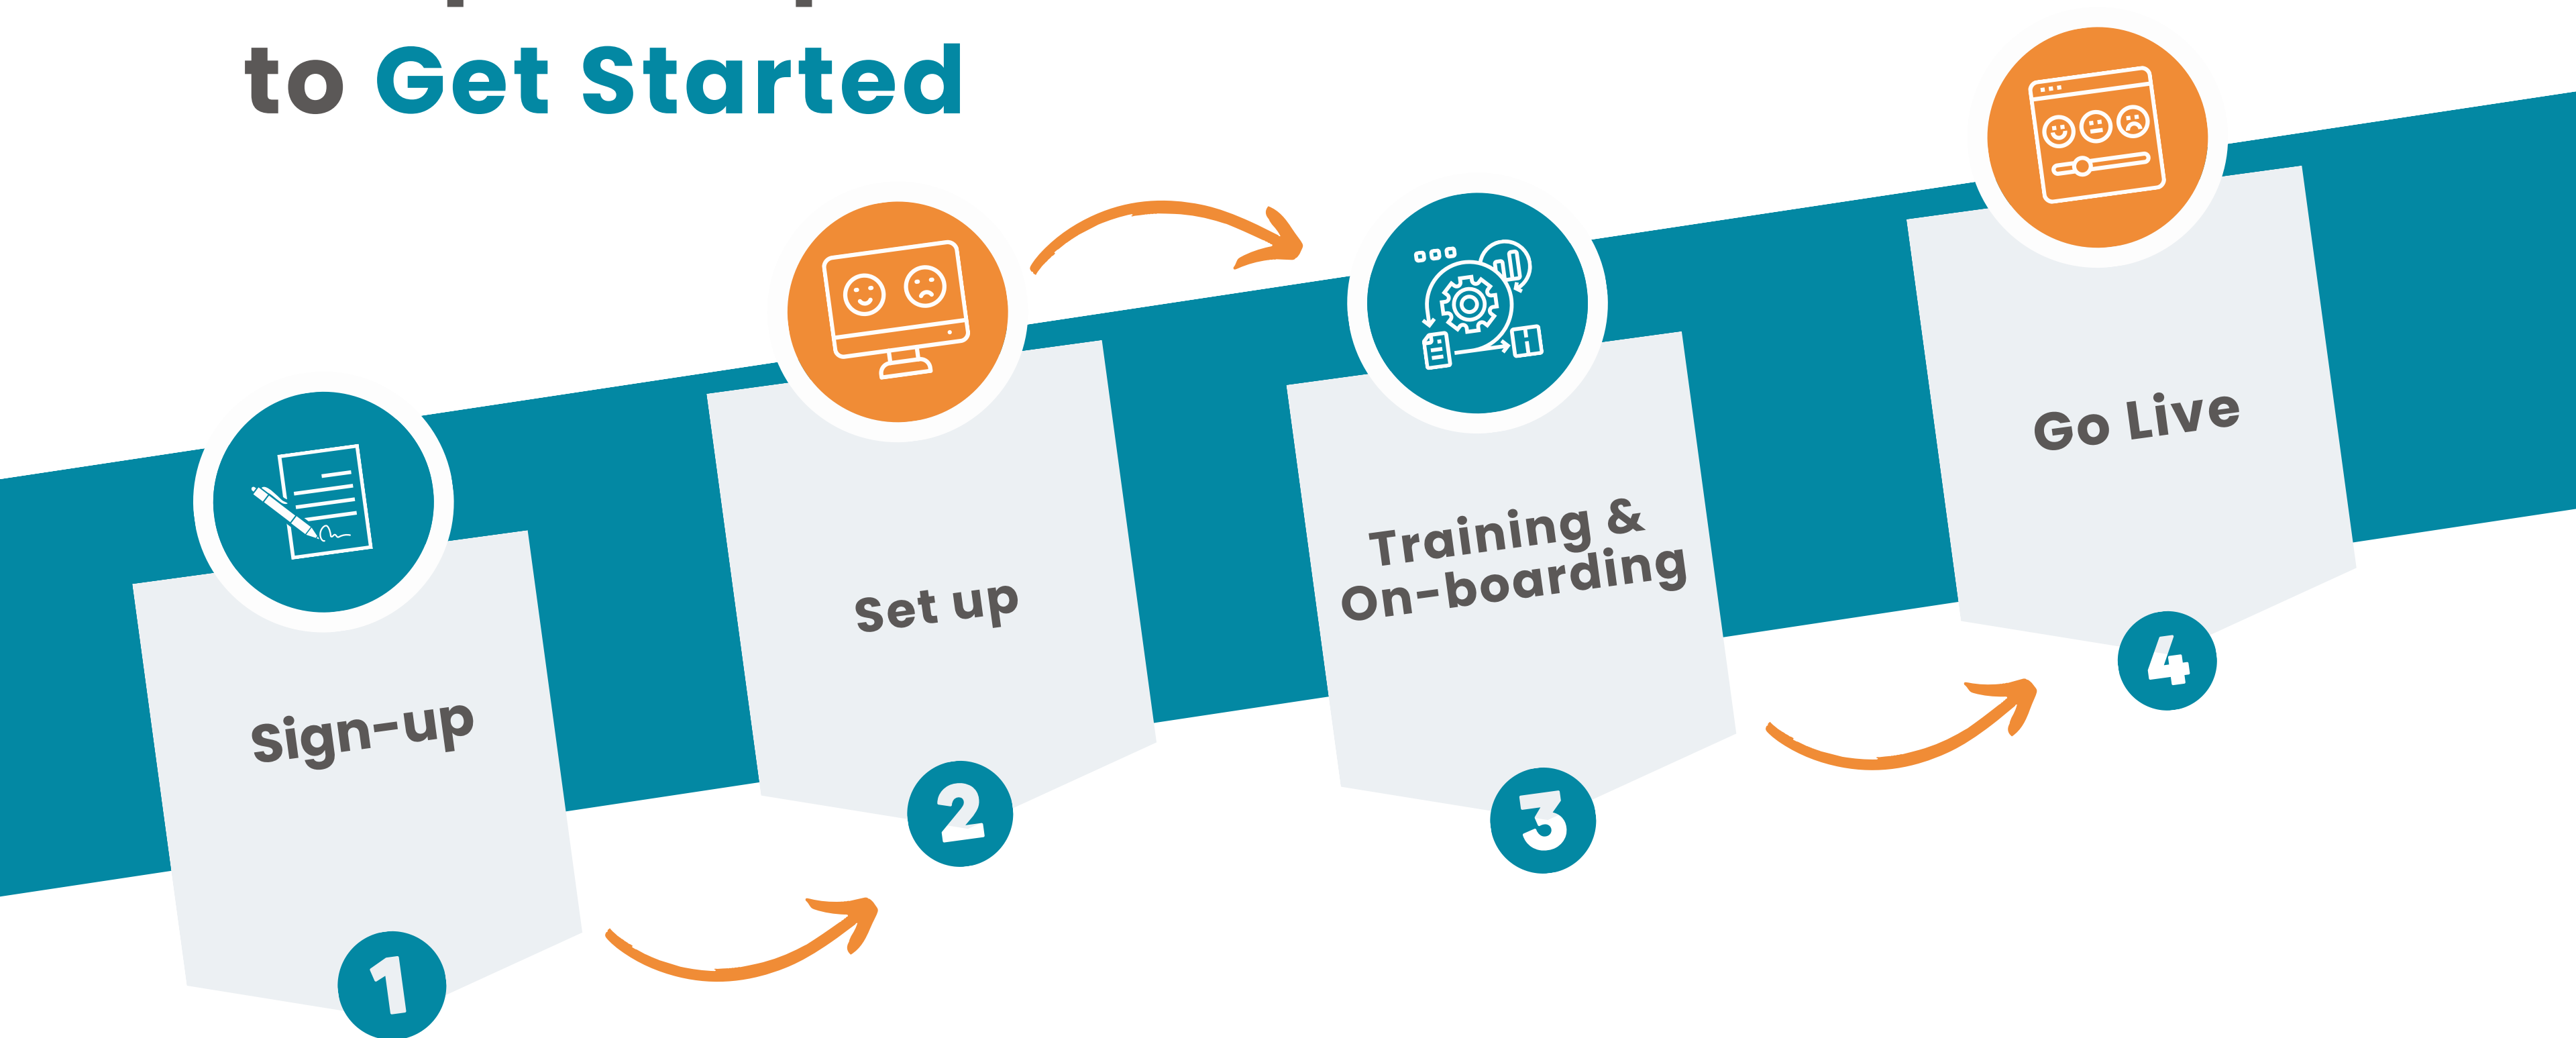 to Get Started
Sign-up
1
Set up
2
Training &
On-boarding
3
Go Live
4